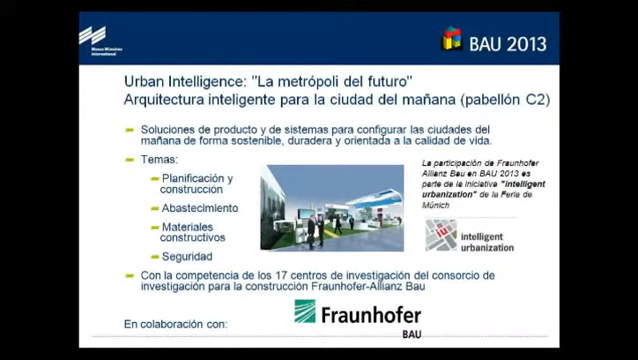 Messe München
International
BAU 2013
Urban Intelligence: "La metrópoli del futuro"
Arquitectura inteligente para la ciudad del mañana (pabellón C2)
Soluciones de producto y de sistemas para configurar las ciudades del
mañana de forma sostenible, duradera y orientada a la calidad de vida.
Temas:
Planificación y
construcción
Abastecimiento
Materiales
constructivos
Seguridad
La participación de Fraunhofer
Allianz Bau en BAU 2013 es
parte de la iniciativa "intelligent
urbanization" de la Feria de
Múnich
iu
intelligent
urbanization
Con la competencia de los 17 centros de investigación del consorcio de
investigación para la construcción Fraunhofer-Allianz Bau
En colaboración con:
Fraunhofer
BAU